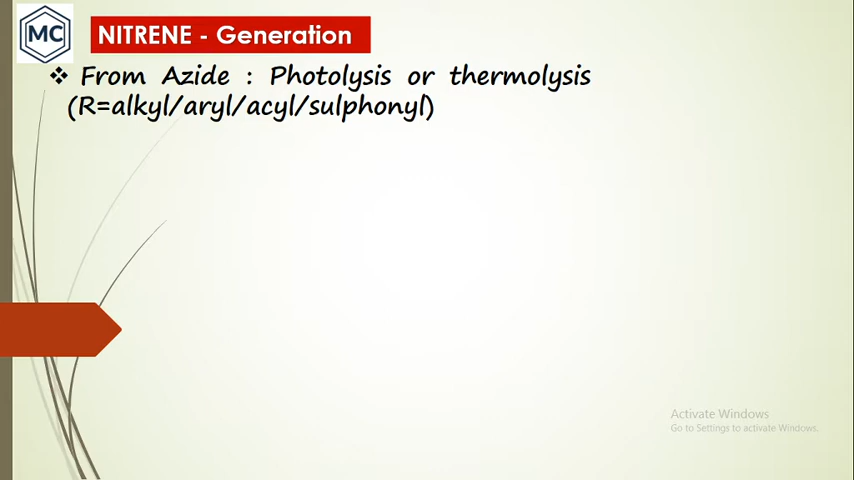 MC
NITRENE - Generation
❖ From Azide : Photolysis or thermolysis
(R=alkyl/aryl/acyl/sulphonyl)
Activate Windows
Go to Settings to activate Windows.